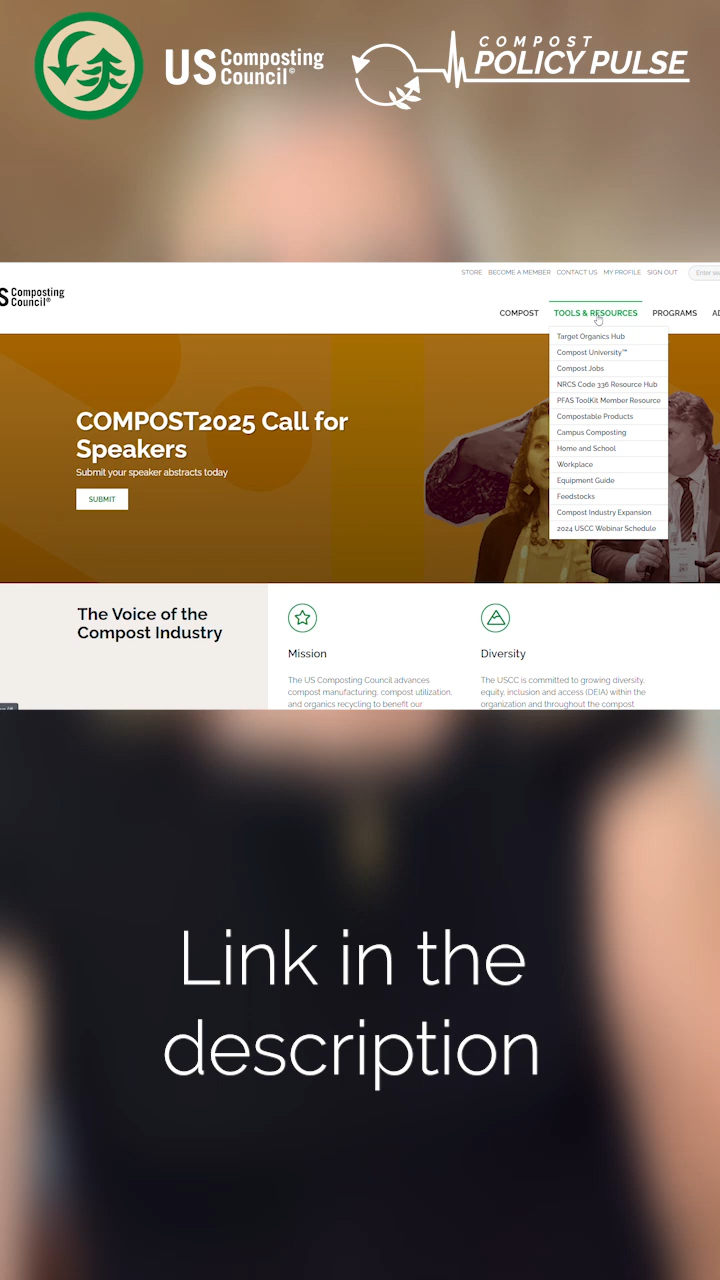 US Composting Council®
COMPOST
POLICY PULSE
STORE BECOME A MEMBER CONTACT US MY PROFILE SIGN OUT Enter
Composting
Council®
COMPOST TOOLS & RESOURCES PROGRAMS
Target Organics Hub
Compost University™
Compost Jobs
NRCS Code 336 Resource Hub
PFAS ToolKit Member Resource
Compostable Products
Campus Composting
Home and School
Workplace
Equipment Guide
Feedstocks
Compost Industry Expansion
2024 USCC Webinar Schedule
COMPOST2025 Call for
Speakers
Submit your speaker abstracts today
SUBMIT
The Voice of the
Compost Industry
Mission
The US Composting Council advances
compost manufacturing, compost utilization,
and organics recycling to benefit our
Diversity
The USCC is committed to growing diversity,
equity, inclusion and access (DEIA) within the
organization and throughout the compost
Link in the
description